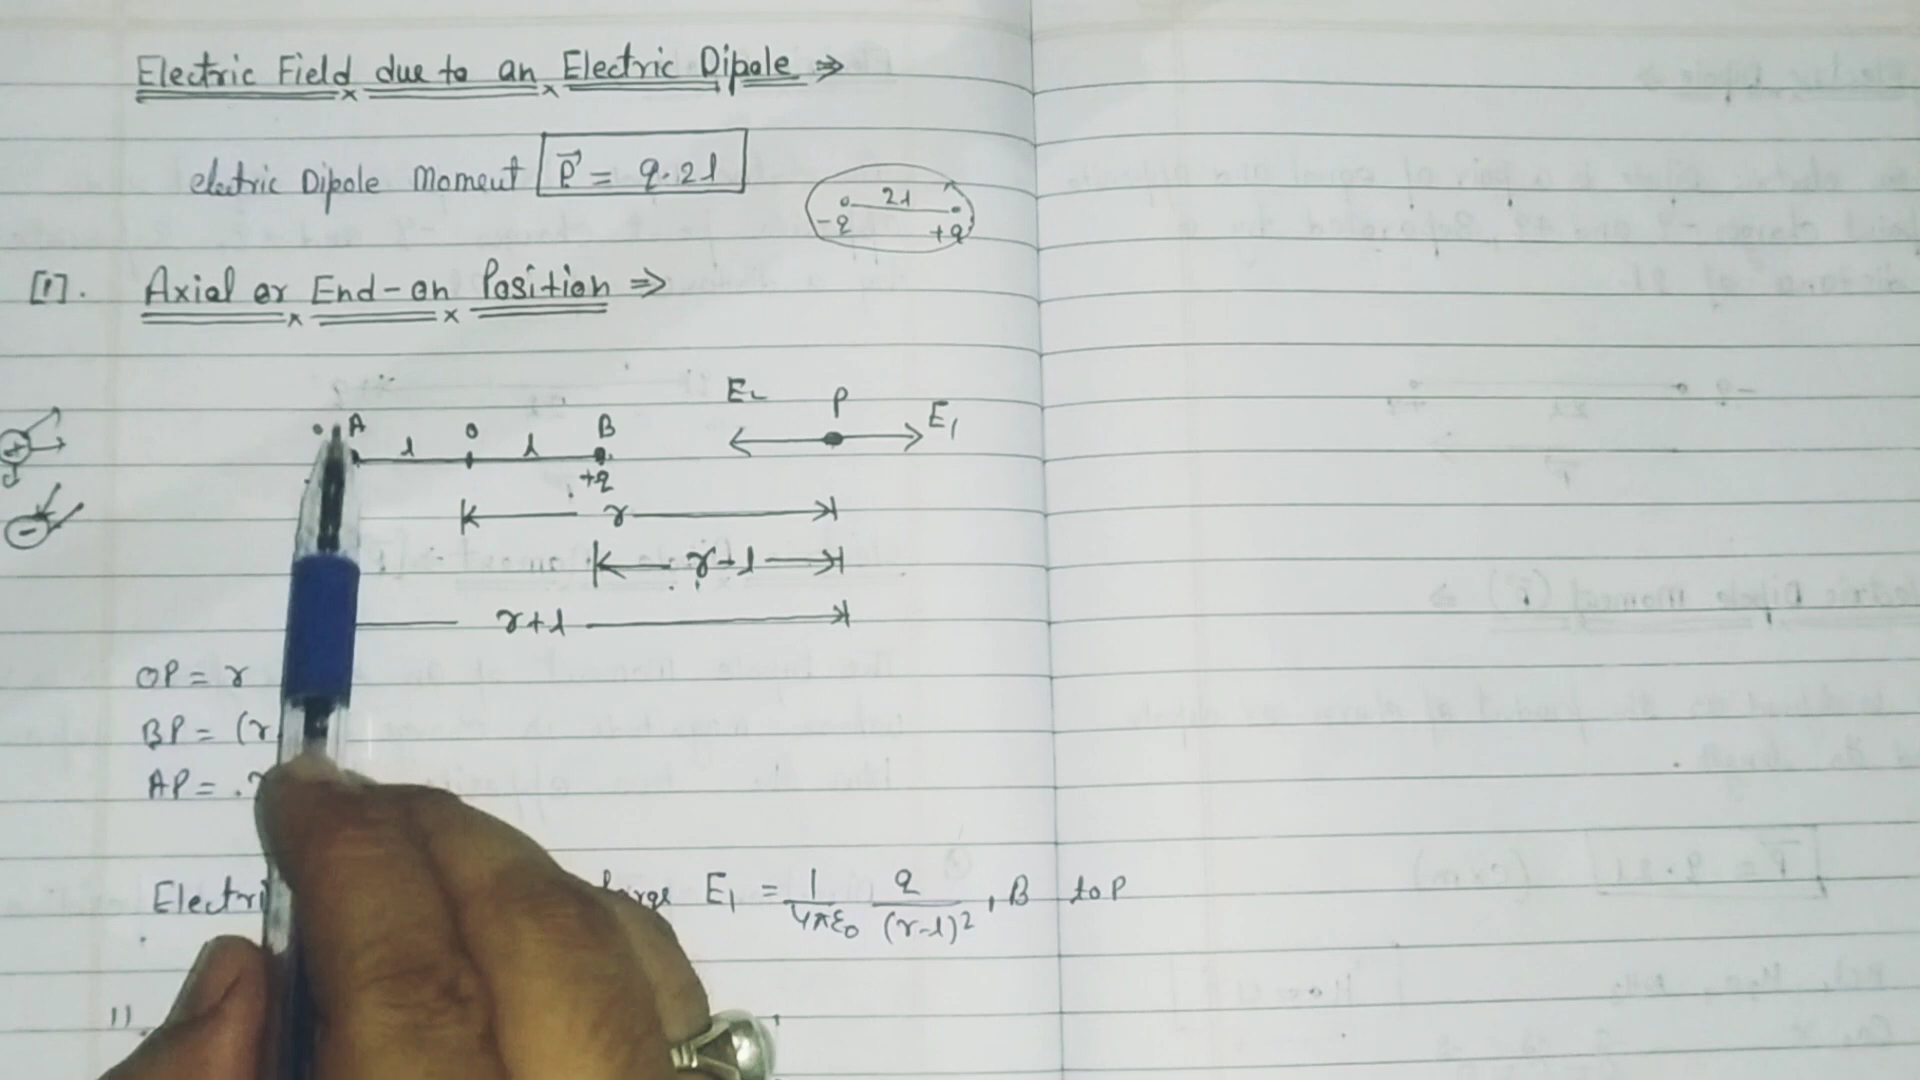 Electric Field due to an Electric Dipole ⇒
electric Dipole Moment P⃗ = q·2l
2l
-q +q
[1]. Axial or End-on Position ⇒
E₂ P E₁
A O B
l l
+q
r
r+l
r+l
+
-
OP = r
BP = (r
AP =
Electri E₁ = 1/4πε₀ q/(r-l)², B to P
11